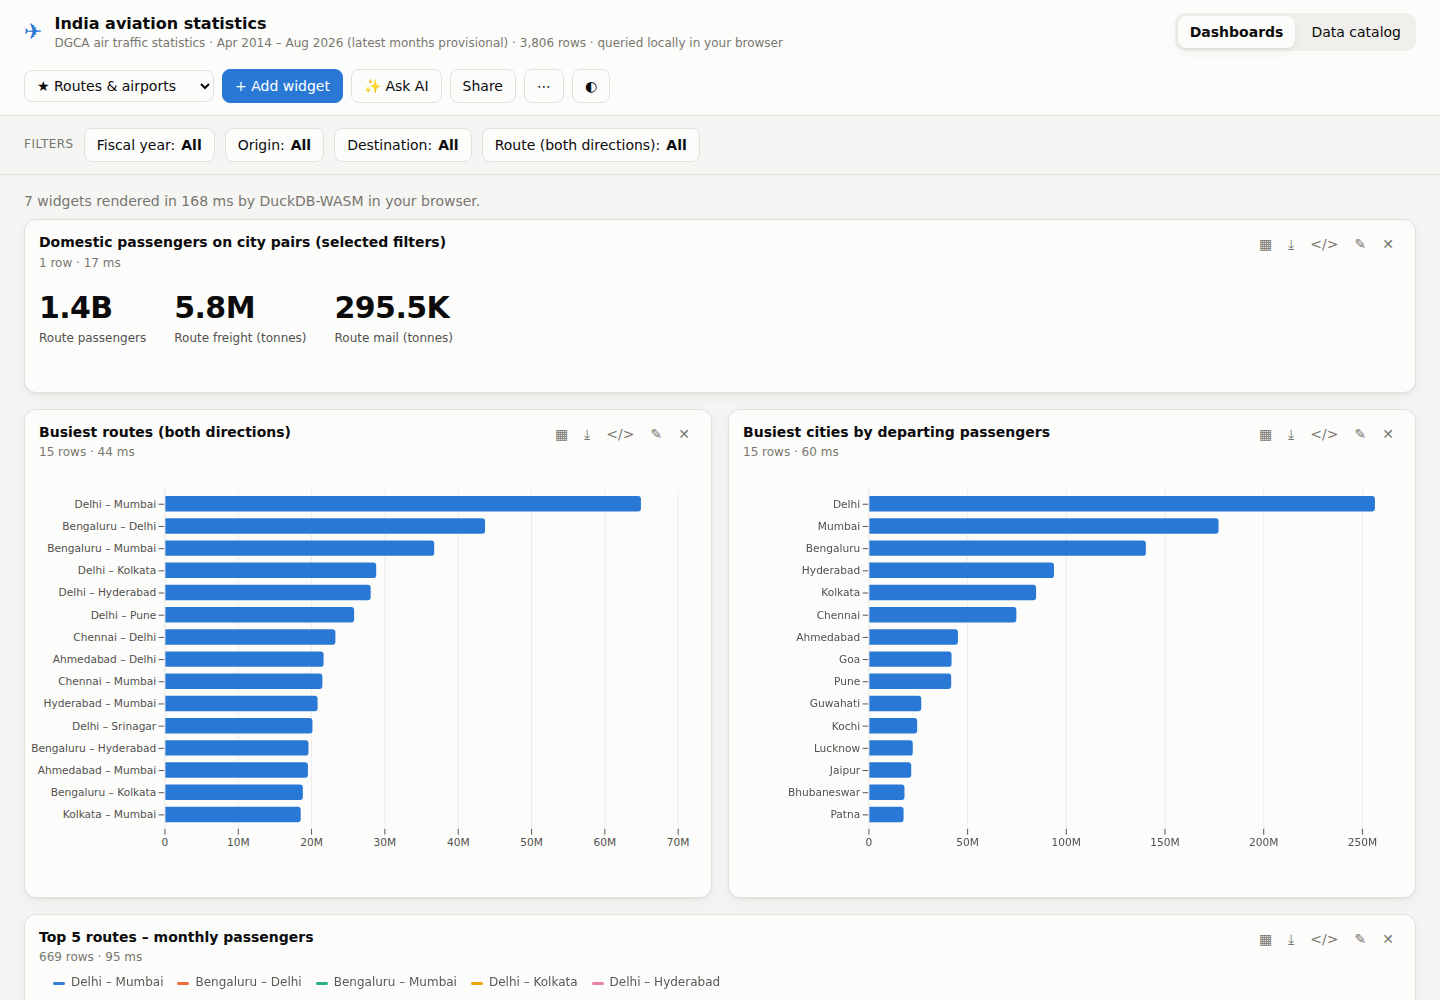 India aviation statistics
DGCA air traffic statistics · Apr 2014 – Aug 2026 (latest months provisional) · 3,806 rows · queried locally in your browser
Dashboards
Data catalog
★ Routes & airports
+ Add widget
✨ Ask AI
Share
⋯
FILTERS
Fiscal year: All
Origin: All
Destination: All
Route (both directions): All
7 widgets rendered in 168 ms by DuckDB-WASM in your browser.
Domestic passengers on city pairs (selected filters)
</>
1 row · 17 ms
1.4B
Route passengers
5.8M
Route freight (tonnes)
295.5K
Route mail (tonnes)
Busiest routes (both directions)
</>
15 rows · 44 ms
Delhi – Mumbai
Bengaluru – Delhi
Bengaluru – Mumbai
Delhi – Kolkata
Delhi – Hyderabad
Delhi – Pune
Chennai – Delhi
Ahmedabad – Delhi
Chennai – Mumbai
Hyderabad – Mumbai
Delhi – Srinagar
Bengaluru – Hyderabad
Ahmedabad – Mumbai
Bengaluru – Kolkata
Kolkata – Mumbai
0 10M 20M 30M 40M 50M 60M 70M
Busiest cities by departing passengers
</>
15 rows · 60 ms
Delhi
Mumbai
Bengaluru
Hyderabad
Kolkata
Chennai
Ahmedabad
Goa
Pune
Guwahati
Kochi
Lucknow
Jaipur
Bhubaneswar
Patna
0 50M 100M 150M 200M 250M
Top 5 routes – monthly passengers
</>
669 rows · 95 ms
Delhi – Mumbai Bengaluru – Delhi Bengaluru – Mumbai Delhi – Kolkata Delhi – Hyderabad